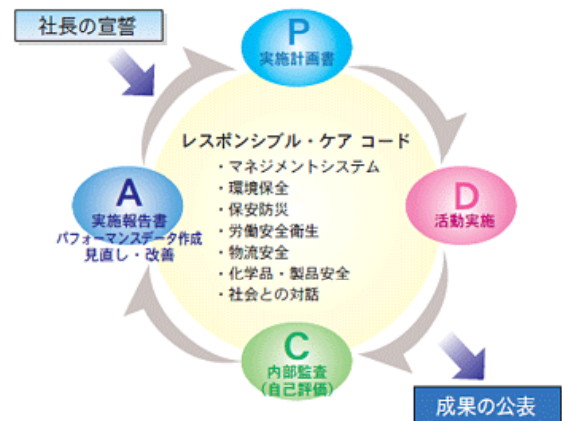 社長の宣誓
P
実施計画書
レスポンシブル・ケア コード
・マネジメントシステム
・環境保全
・保安防災
・労働安全衛生
・物流安全
・化学品・製品安全
・社会との対話
D
活動実施
A
実施報告書
パフォーマンスデータ作成
見直し・改善
C
内部監査
(自己評価)
成果の公表